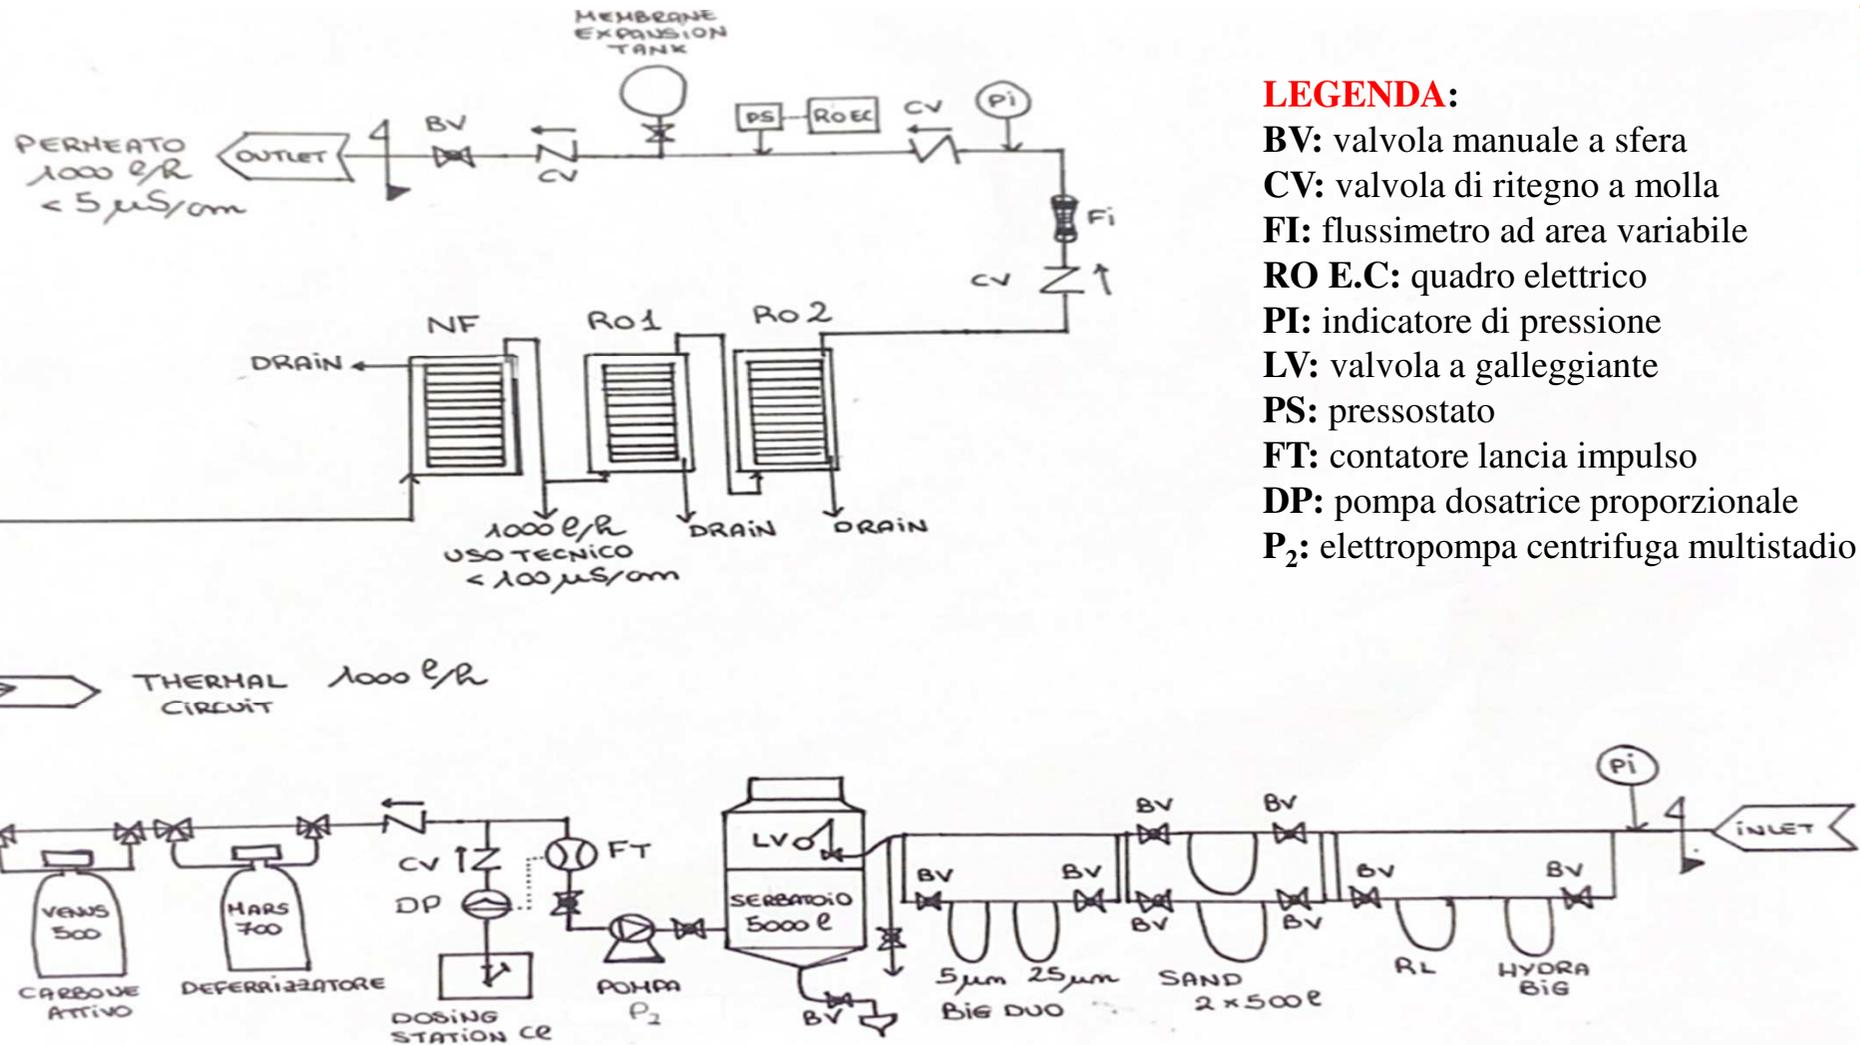 MEMBRANE
EXPANSION
TANK
PERMEATO
1000 l/h
< 5 µS/cm
OUTLET
BV
CV
PS
RO EC
CV
Pi
Fi
CV
NF
RO1
RO2
DRAiN
1000 l/h
USO TECNiCO
< 100 µS/cm
DRAiN
DRAiN
LEGENDA:
BV: valvola manuale a sfera
CV: valvola di ritegno a molla
FI: flussimetro ad area variabile
RO E.C: quadro elettrico
PI: indicatore di pressione
LV: valvola a galleggiante
PS: pressostato
FT: contatore lancia impulso
DP: pompa dosatrice proporzionale
P₂: elettropompa centrifuga multistadio
THERMAL 1000 l/h
CiRCUiT
VENUS
500
CARBONE
ATTiVO
MARS
700
DEFERRiZZATORE
CV
DP
FT
DOSiNG
STATiON Cl
POMPA
P₂
LV
SERBATOiO
5000 l
BV
BV
BV
5µm 25µm
BiG DUO
BV
BV
BV
BV
SAND
2 x 500 l
BV
BV
RL
HYDRA
BiG
Pi
iNLET